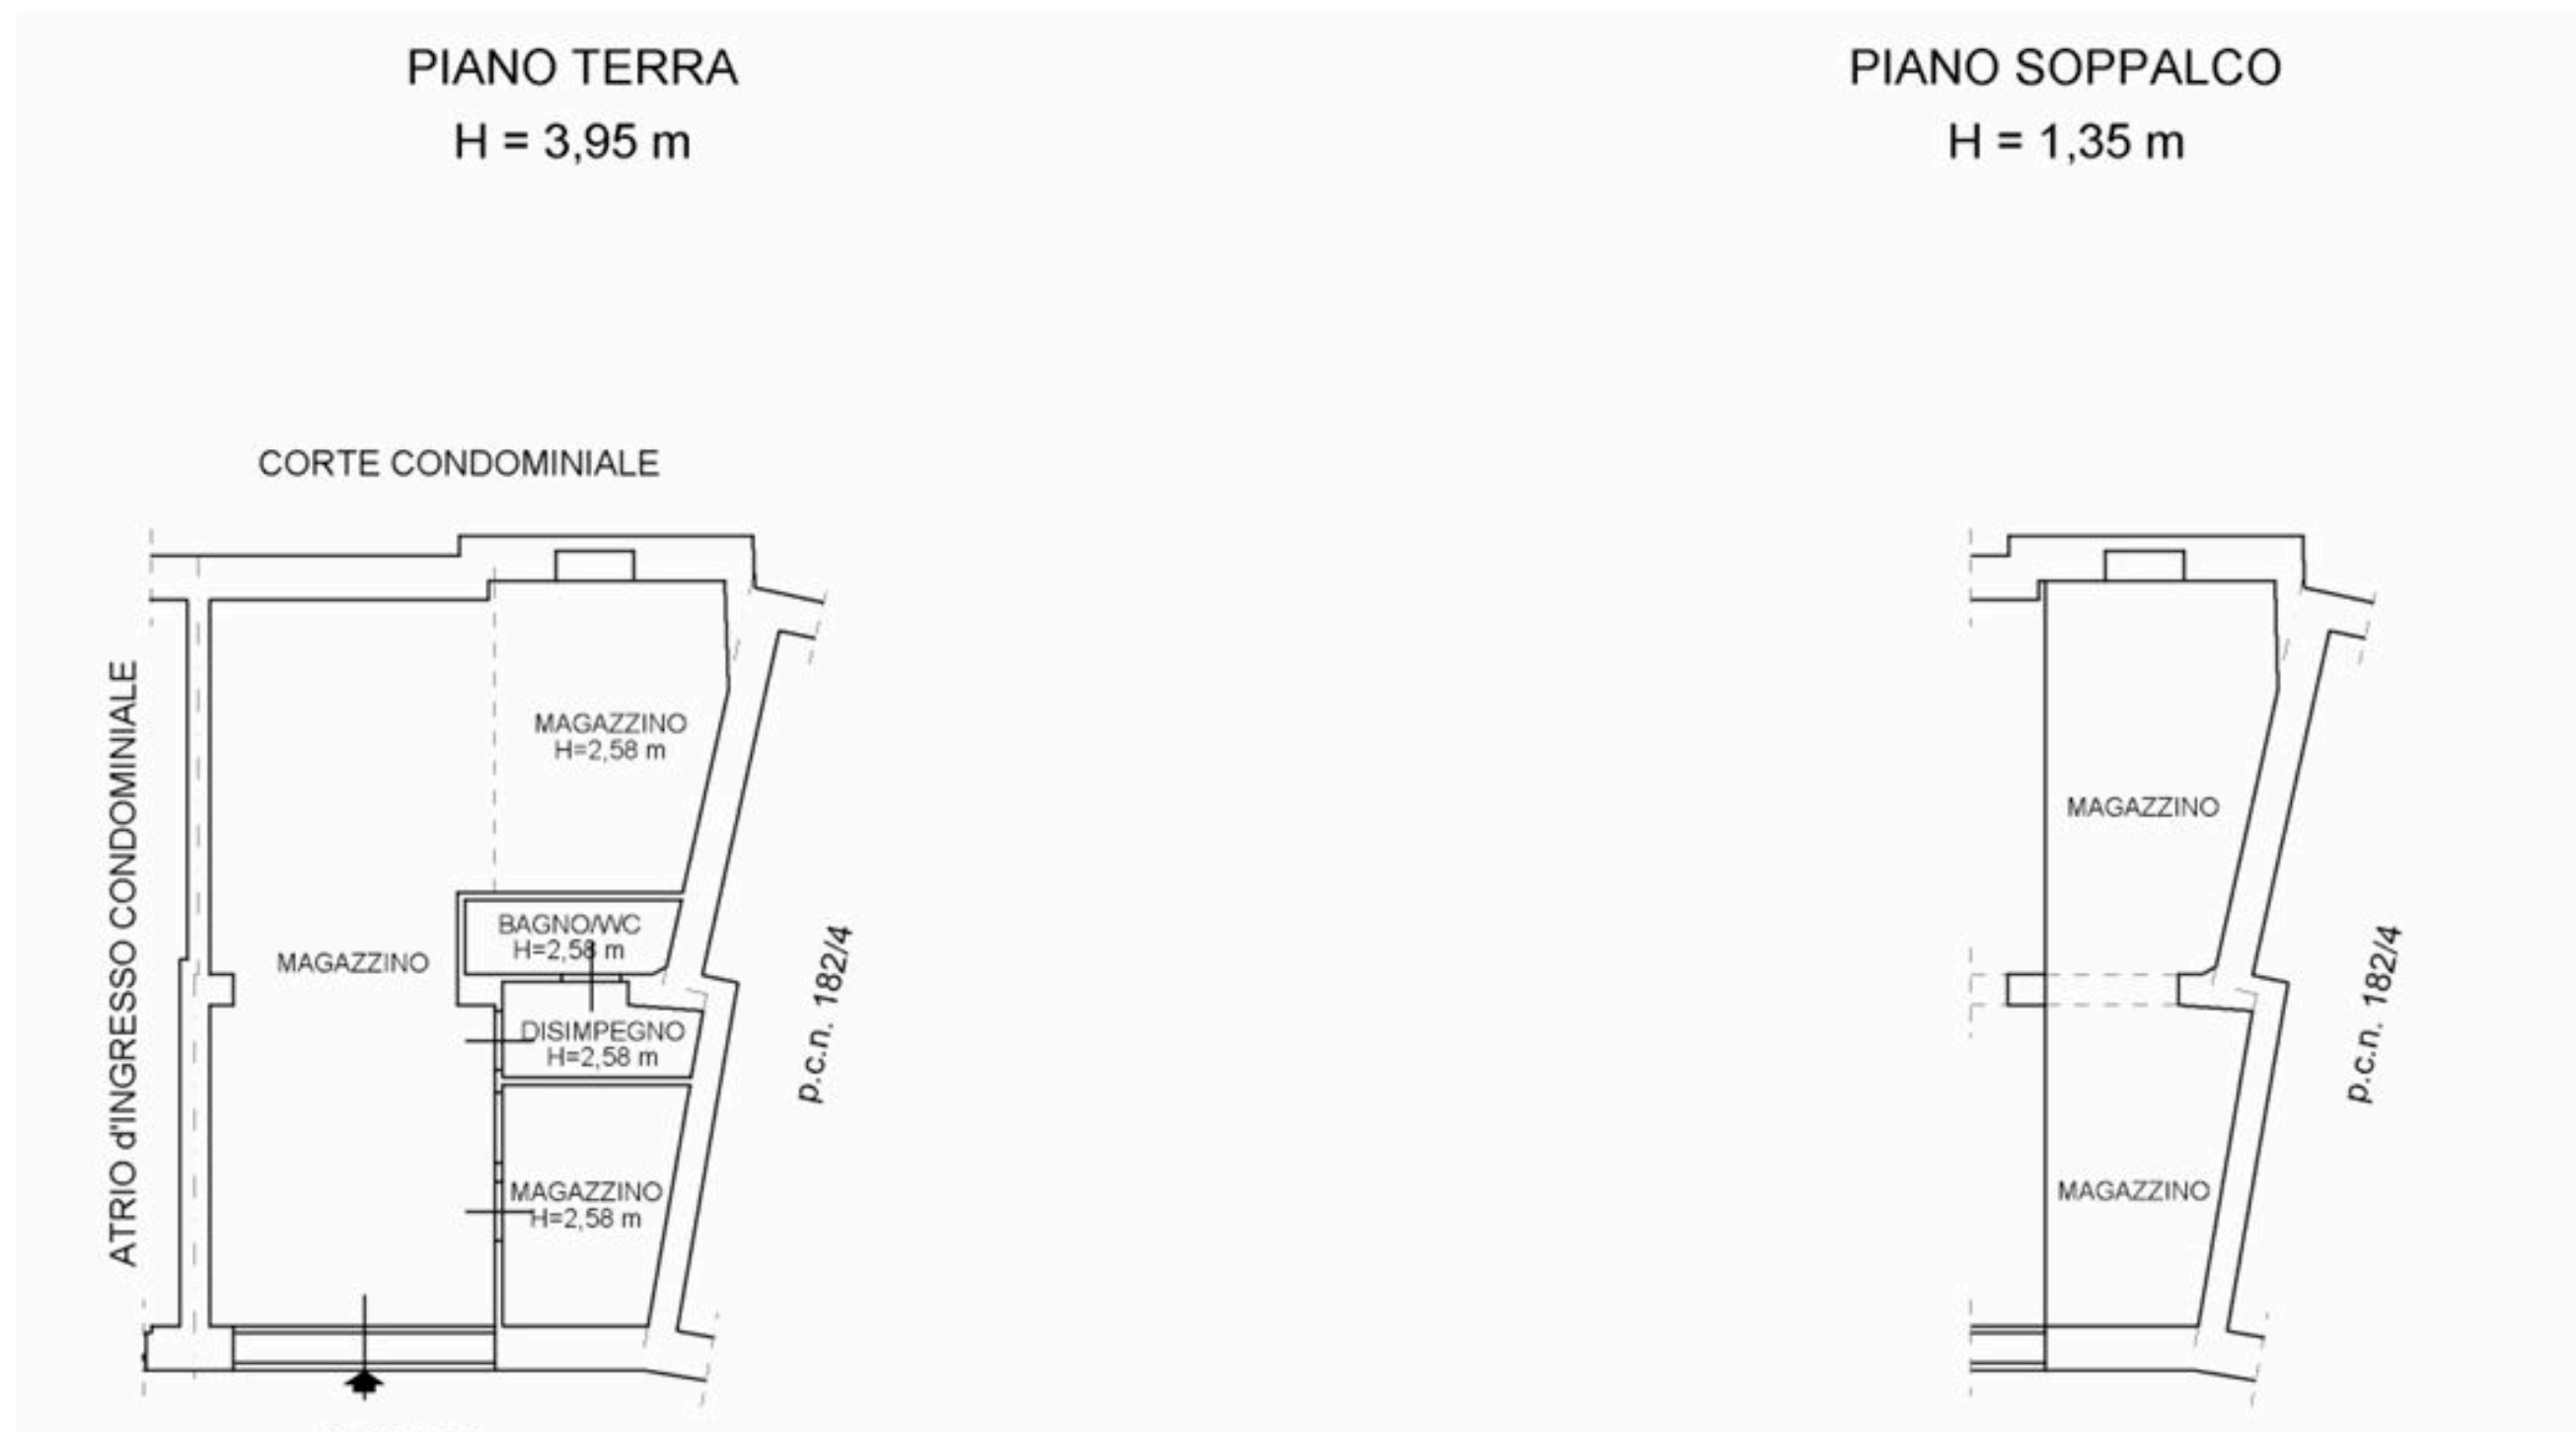 PIANO TERRA
H = 3,95 m
PIANO SOPPALCO
H = 1,35 m
CORTE CONDOMINIALE
ATRIO d'INGRESSO CONDOMINIALE
MAGAZZINO
H=2,58 m
BAGNO/WC
H=2,58 m
MAGAZZINO
DISIMPEGNO
H=2,58 m
MAGAZZINO
H=2,58 m
p.c.n. 182/4
MAGAZZINO
MAGAZZINO
p.c.n. 182/4